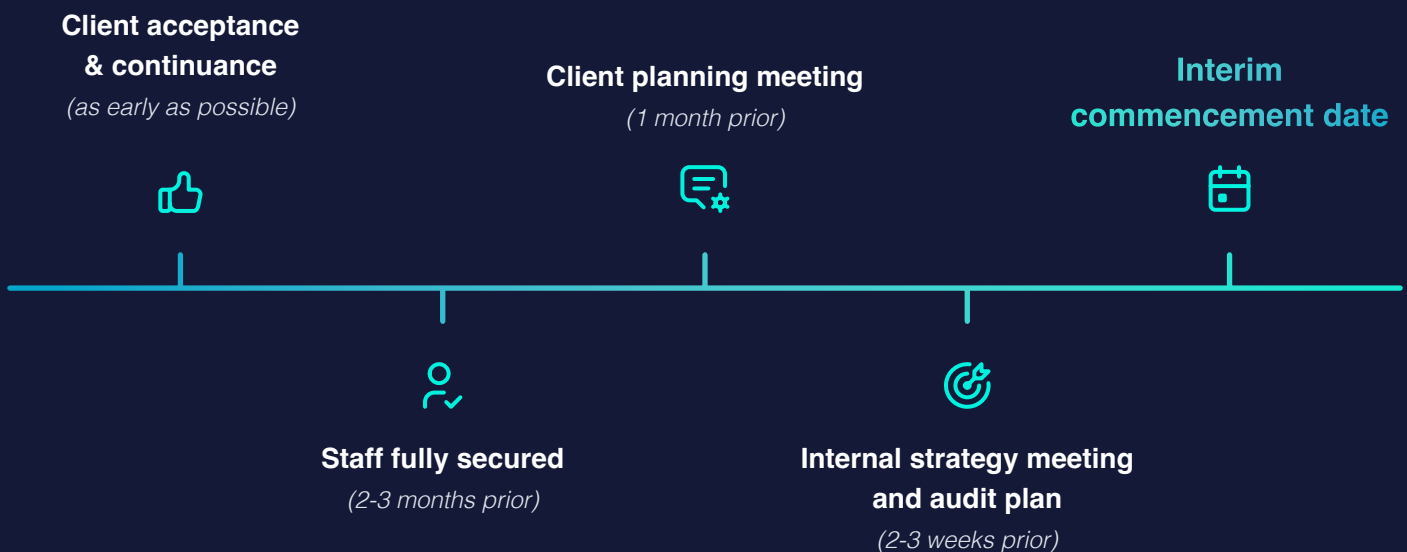 Client acceptance
& continuance
(as early as possible)
Staff fully secured
(2-3 months prior)
Client planning meeting
(1 month prior)
Internal strategy meeting
and audit plan
(2-3 weeks prior)
Interim
commencement date